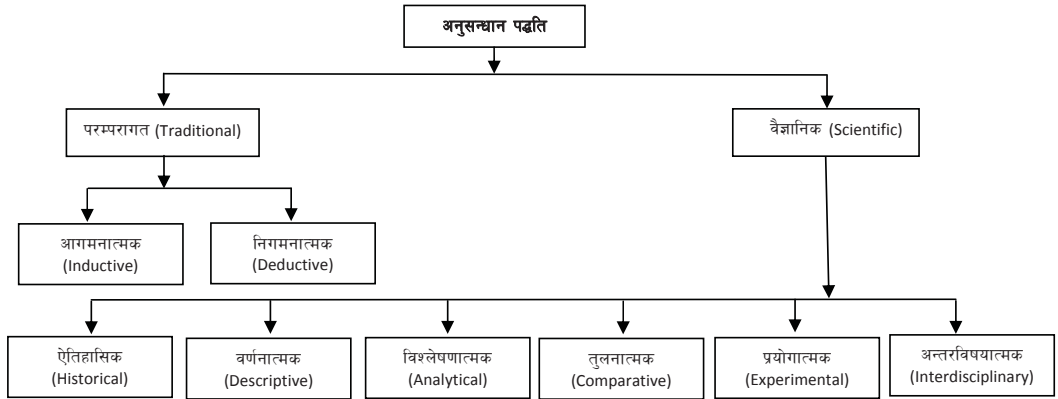 अनुसन्धान पद्धति
परम्परागत (Traditional)
वैज्ञानिक (Scientific)
आगमनात्मक
(Inductive)
निगमनात्मक
(Deductive)
ऐतिहासिक
(Historical)
वर्णनात्मक
(Descriptive)
विश्लेषणात्मक
(Analytical)
तुलनात्मक
(Comparative)
प्रयोगात्मक
(Experimental)
अन्तरविषयात्मक
(Interdisciplinary)